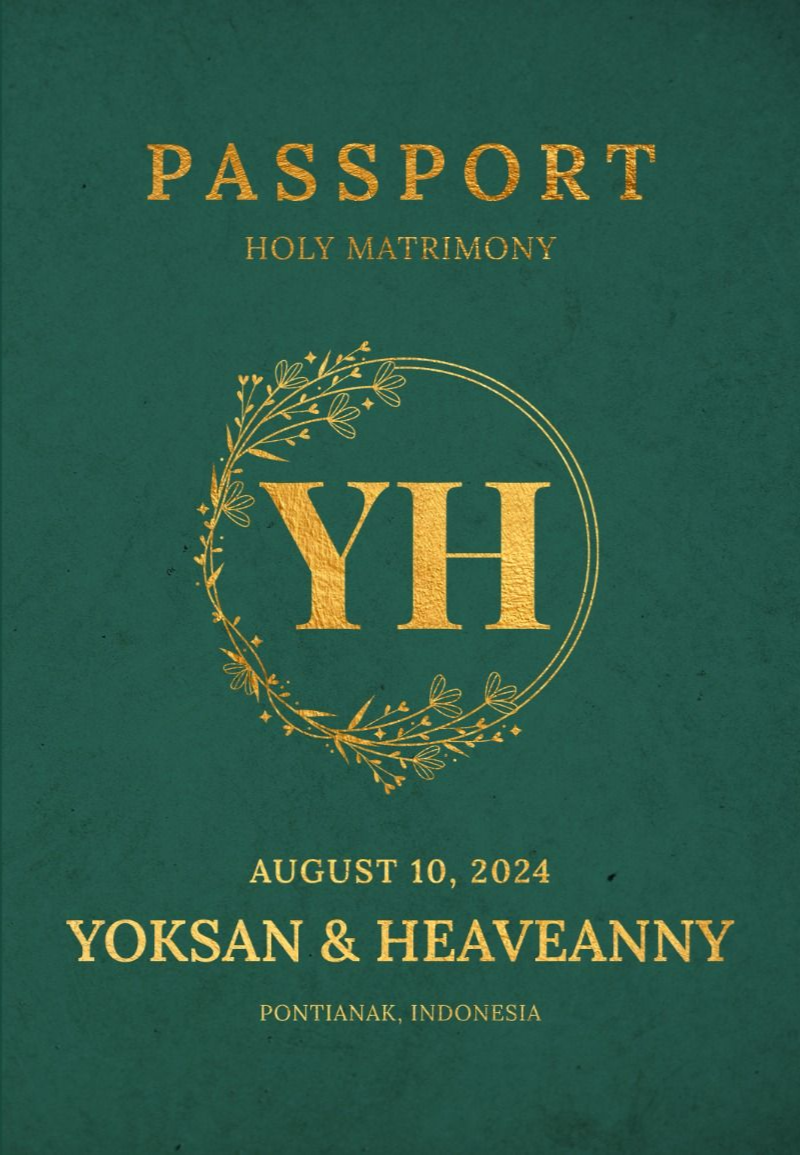 PASSPORT
HOLY MATRIMONY
YH
AUGUST 10, 2024
YOKSAN & HEAVEANNY
PONTIANAK, INDONESIA